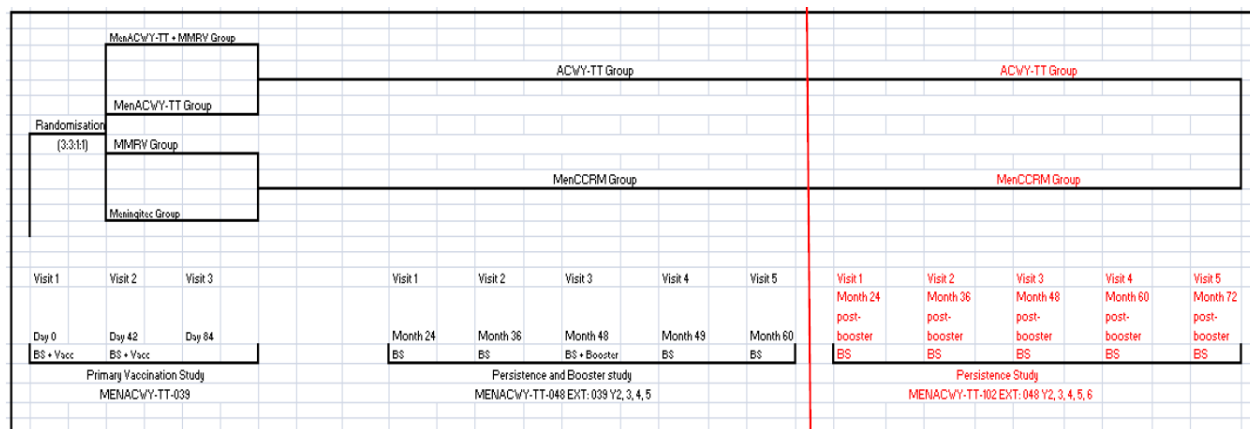 MenACWY-TT + MMRV Group
ACWY-TT Group
ACWY-TT Group
MenACWY-TT Group
Randomisation
(3:3:1:1)
MMRV Group
MenCCRM Group
MenCCRM Group
Meningitec Group
Visit 1 Visit 2 Visit 3 Visit 1 Visit 2 Visit 3 Visit 4 Visit 5 Visit 1 Visit 2 Visit 3 Visit 4 Visit 5
Month 24 Month 36 Month 48 Month 60 Month 72
post- post- post- post- post-
Day 0 Day 42 Day 84 Month 24 Month 36 Month 48 Month 49 Month 60 booster booster booster booster booster
BS + Vacc BS + Vacc BS BS BS + Booster BS BS BS BS BS BS BS
Primary Vaccination Study Persistence and Booster study Persistence Study
MENACWY-TT-039 MENACWY-TT-048 EXT: 039 Y2, 3, 4, 5 MENACWY-TT-102 EXT: 048 Y2, 3, 4, 5, 6